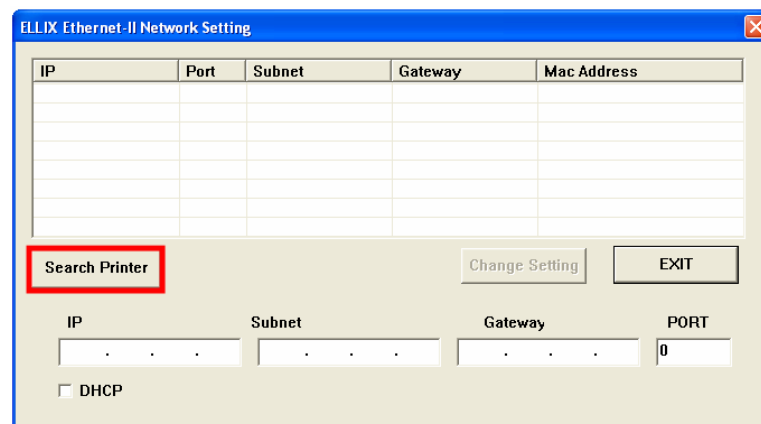 ELLIX Ethernet-II Network Setting
IP Port Subnet Gateway Mac Address
Search Printer Change Setting EXIT
IP Subnet Gateway PORT
. . . . . . . . . 0
DHCP